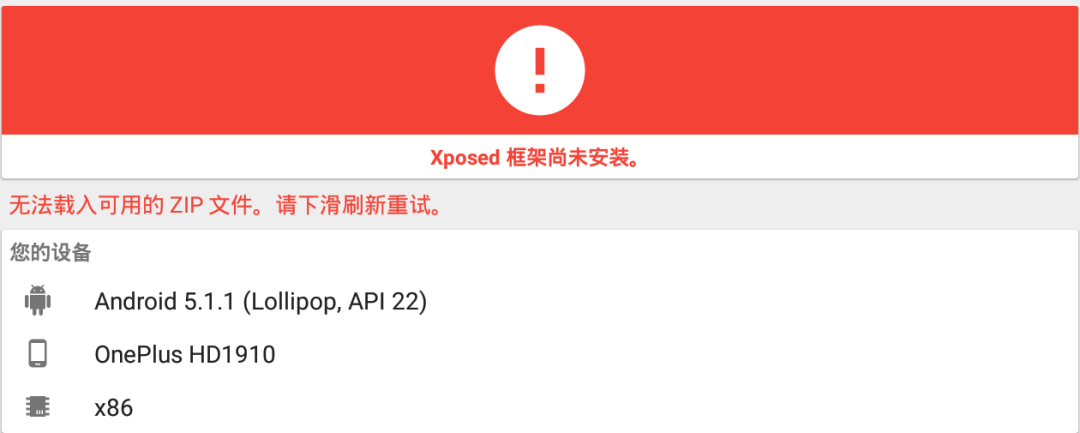 Xposed 框架尚未安装。
无法载入可用的 ZIP 文件。请下滑刷新重试。
您的设备
Android 5.1.1 (Lollipop, API 22)
OnePlus HD1910
x86